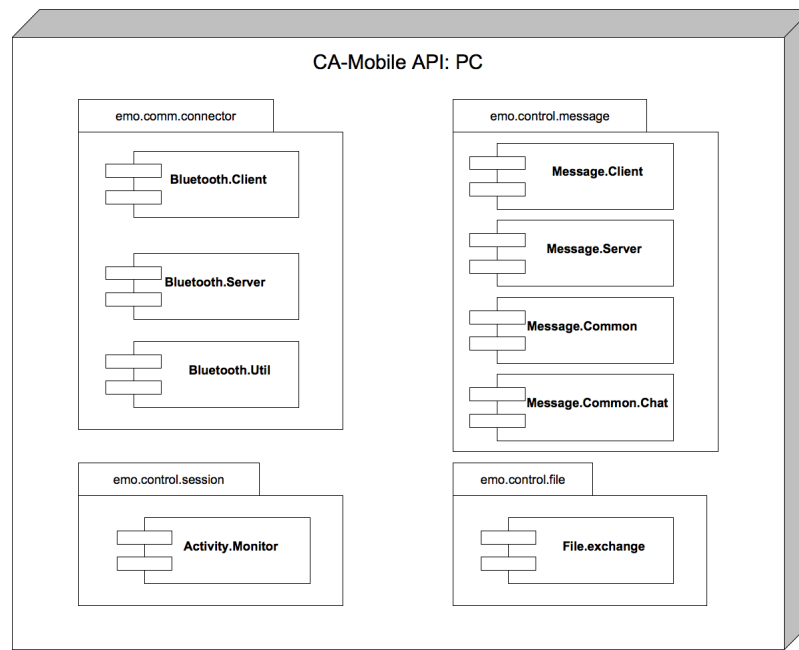 CA-Mobile API: PC
emo.comm.connector
Bluetooth.Client
Bluetooth.Server
Bluetooth.Util
emo.control.message
Message.Client
Message.Server
Message.Common
Message.Common.Chat
emo.control.session
Activity.Monitor
emo.control.file
File.exchange